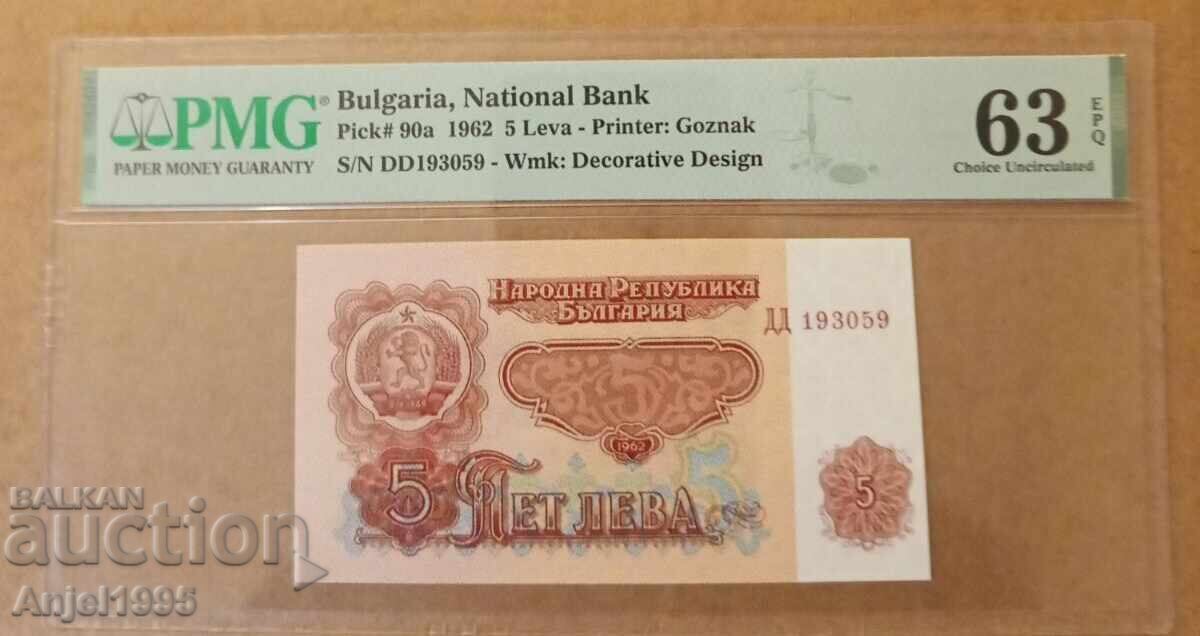 PMG®
PAPER MONEY GUARANTY
Bulgaria, National Bank
Pick# 90a 1962 5 Leva - Printer: Goznak
S/N DD193059 - Wmk: Decorative Design
63
EPQ
Choice Uncirculated
НАРОДНА РЕПУБЛИКА
БЪЛГАРИЯ
ДД 193059
5
1962
5
5
ПЕТ ЛЕВА
5
BALKAN
auction
Anjel1995